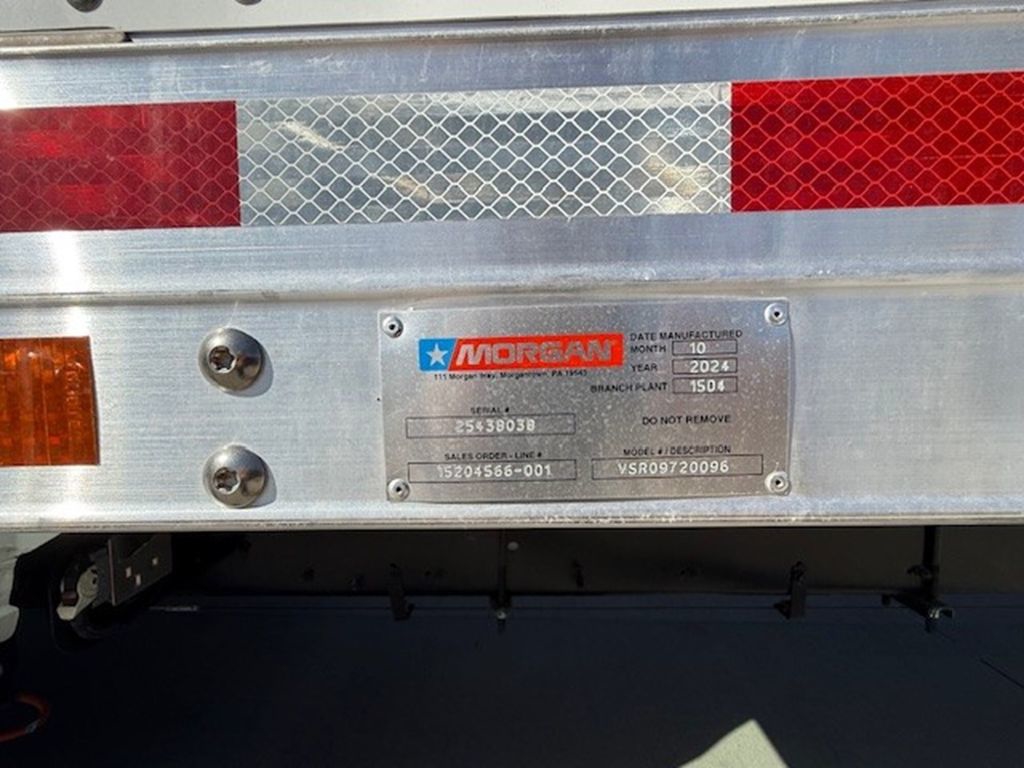 MORGAN
111 Morgan Way, Morgantown, PA 19543
DATE MANUFACTURED
MONTH 10
YEAR 2024
BRANCH PLANT 1504
SERIAL #
DO NOT REMOVE
SALES ORDER - LINE #
15204566-001
MODEL # / DESCRIPTION
VSR09720096